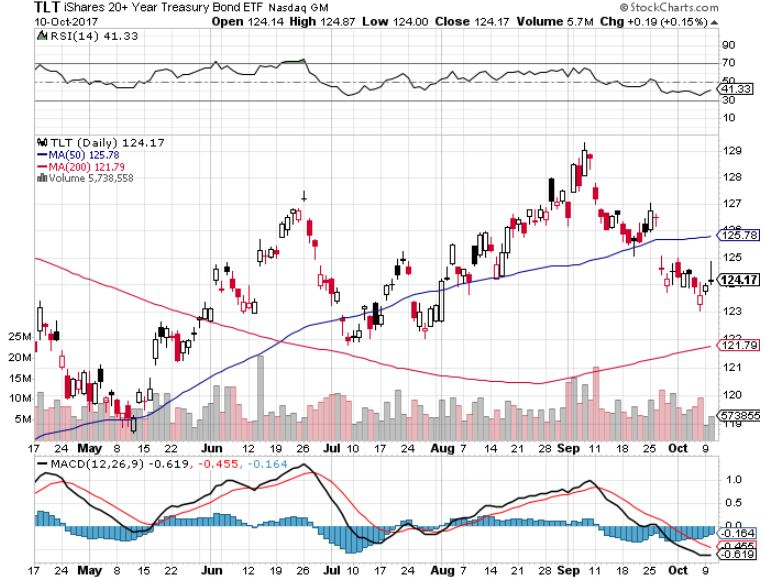 TLT iShares 20+ Year Treasury Bond ETF Nasdaq GM © StockCharts.com
10-Oct-2017 Open 124.14 High 124.87 Low 124.00 Close 124.17 Volume 5.7M Chg +0.19 (+0.15%)
RSI(14) 41.33
90
70
50
41.33
30
10
TLT (Daily) 124.17
MA(50) 125.78
MA(200) 121.79
Volume 5,738,558
129
128
127
126
125.78
125
124.17
123
122
121.79
121
120
119
25M
20M
15M
10M
5M
5738558
17 24 May 8 15 22 Jun 12 19 26 Jul 10 17 24 Aug 7 14 21 28 Sep 11 18 25 Oct 9
MACD(12,26,9) -0.619, -0.455, -0.164
1.0
0.5
0.0
-0.164
-0.455
-0.619
17 24 May 8 15 22 Jun 12 19 26 Jul 10 17 24 Aug 7 14 21 28 Sep 11 18 25 Oct 9